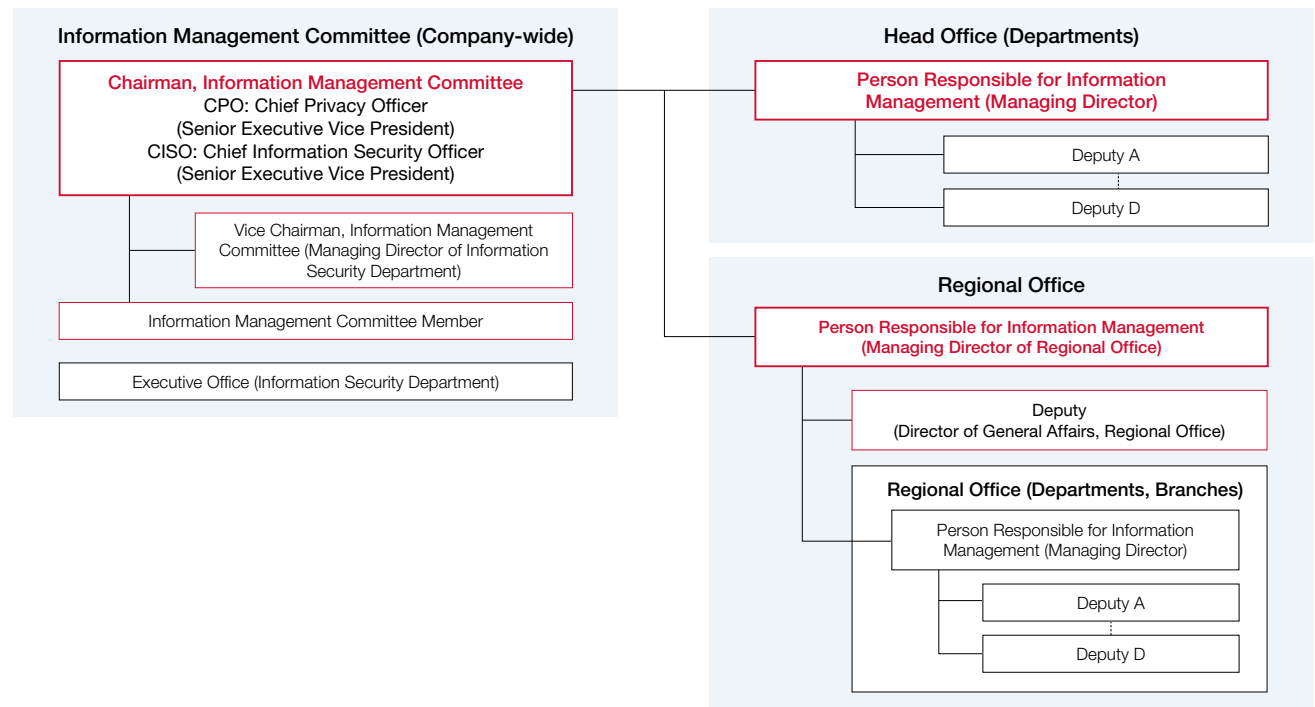 Information Management Committee (Company-wide)
Chairman, Information Management Committee
CPO: Chief Privacy Officer
(Senior Executive Vice President)
CISO: Chief Information Security Officer
(Senior Executive Vice President)
Vice Chairman, Information Management
Committee (Managing Director of Information
Security Department)
Information Management Committee Member
Executive Office (Information Security Department)
Head Office (Departments)
Person Responsible for Information
Management (Managing Director)
Deputy A
Deputy D
Regional Office
Person Responsible for Information Management
(Managing Director of Regional Office)
Deputy
(Director of General Affairs, Regional Office)
Regional Office (Departments, Branches)
Person Responsible for Information
Management (Managing Director)
Deputy A
Deputy D